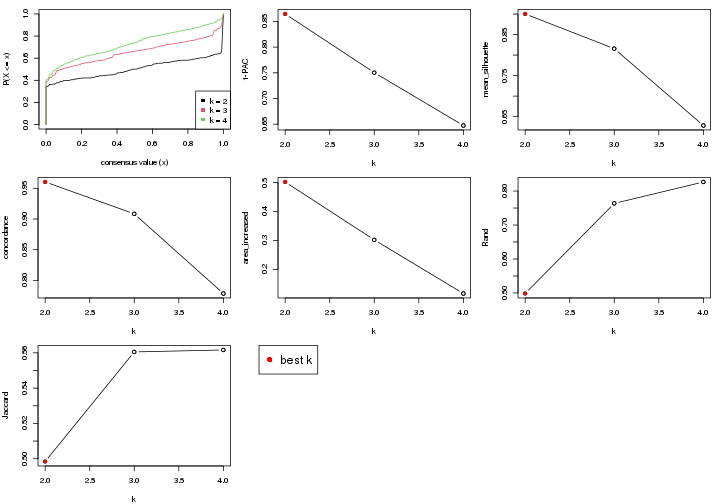 P(X <= x)
0.0 0.2 0.4 0.6 0.8 1.0
k = 2
k = 3
k = 4
0.0 0.2 0.4 0.6 0.8 1.0
consensus value (x)
1-PAC
0.65 0.70 0.75 0.80 0.85
2.0 2.5 3.0 3.5 4.0
k
mean_silhouette
0.65 0.75 0.85
2.0 2.5 3.0 3.5 4.0
k
concordance
0.80 0.85 0.90 0.95
2.0 2.5 3.0 3.5 4.0
k
area_increased
0.2 0.3 0.4 0.5
2.0 2.5 3.0 3.5 4.0
k
Rand
0.50 0.60 0.70 0.80
2.0 2.5 3.0 3.5 4.0
k
Jaccard
0.50 0.52 0.54 0.56
2.0 2.5 3.0 3.5 4.0
k
best k